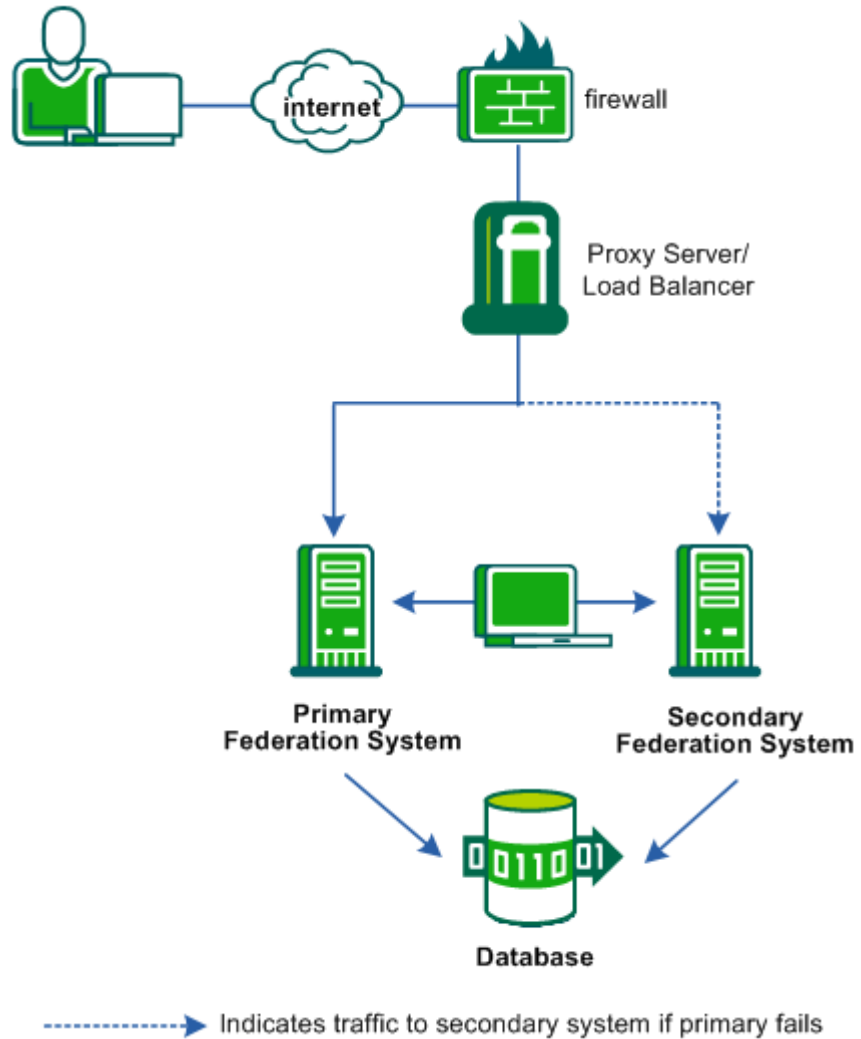 internet
firewall
Proxy Server/
Load Balancer
Primary
Federation System
Secondary
Federation System
0 0110 01
Database
Indicates traffic to secondary system if primary fails